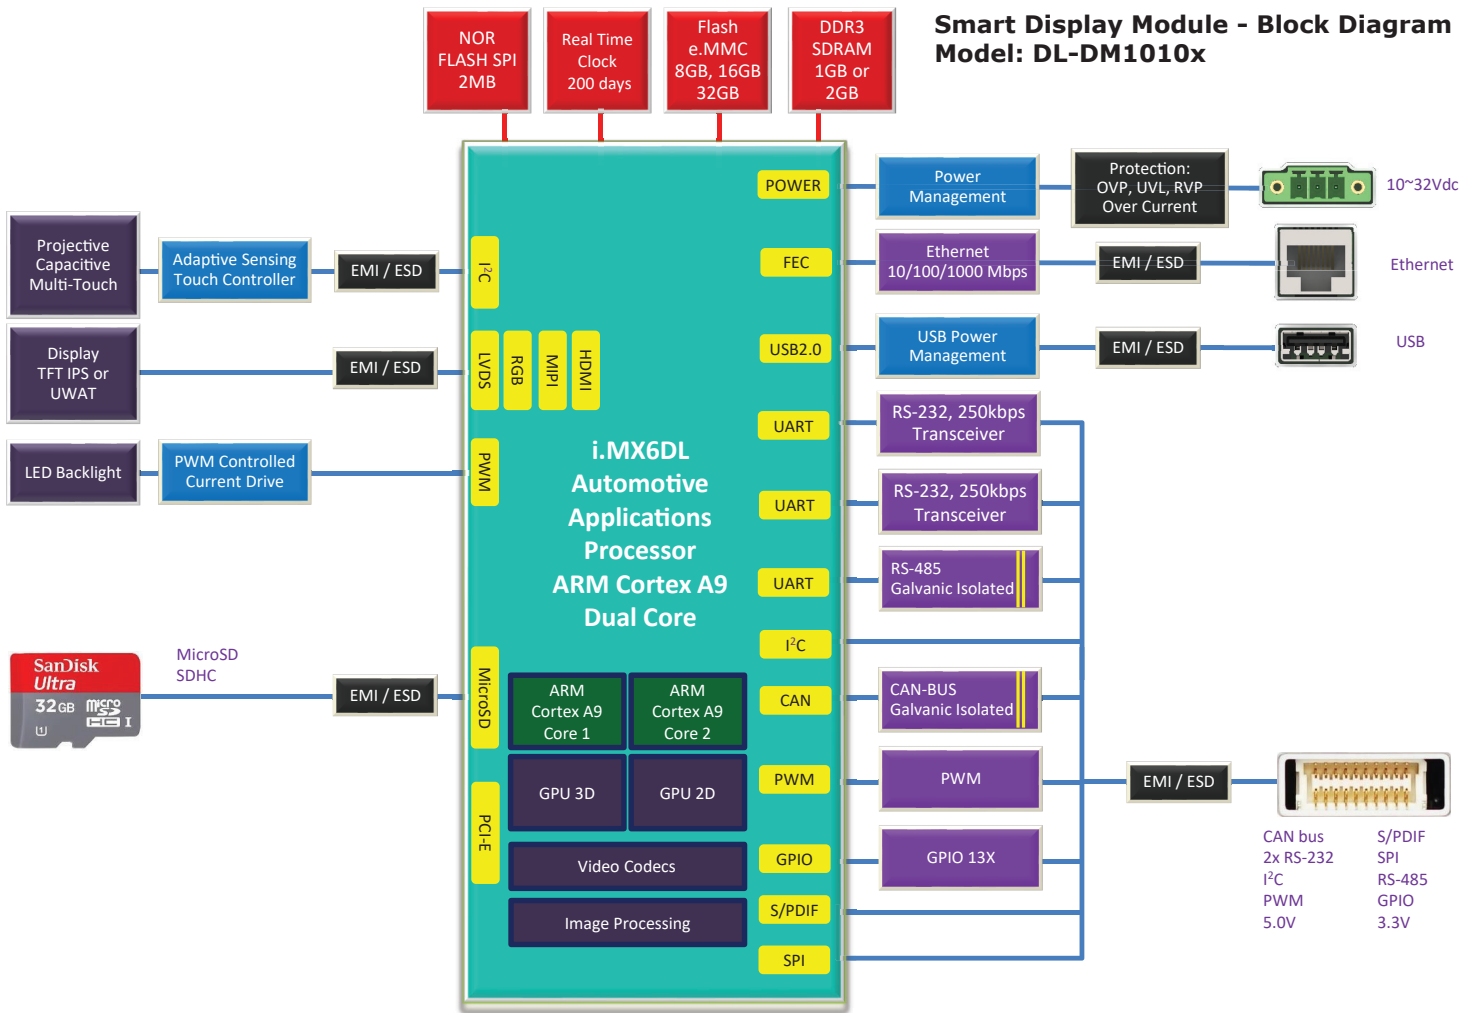 Smart Display Module - Block Diagram
Model: DL-DM1010x
NOR
FLASH SPI
2MB
Real Time
Clock
200 days
Flash
e.MMC
8GB, 16GB
32GB
DDR3
SDRAM
1GB or
2GB
Projective
Capacitive
Multi-Touch
Adaptive Sensing
Touch Controller
EMI / ESD
I²C
Display
TFT IPS or
UWAT
EMI / ESD
LVDS
RGB
MIPI
HDMI
LED Backlight
PWM Controlled
Current Drive
PWM
SanDisk
Ultra
32GB
micro
SD
HC I
1
MicroSD
SDHC
EMI / ESD
MicroSD
PCI-E
i.MX6DL
Automotive
Applications
Processor
ARM Cortex A9
Dual Core
ARM
Cortex A9
Core 1
ARM
Cortex A9
Core 2
GPU 3D
GPU 2D
Video Codecs
Image Processing
POWER
Power
Management
Protection:
OVP, UVL, RVP
Over Current
10~32Vdc
FEC
Ethernet
10/100/1000 Mbps
EMI / ESD
Ethernet
USB2.0
USB Power
Management
EMI / ESD
USB
UART
RS-232, 250kbps
Transceiver
UART
RS-232, 250kbps
Transceiver
UART
RS-485
Galvanic Isolated
I²C
CAN
CAN-BUS
Galvanic Isolated
PWM
PWM
EMI / ESD
GPIO
GPIO 13X
S/PDIF
SPI
CAN bus
2x RS-232
I²C
PWM
5.0V
S/PDIF
SPI
RS-485
GPIO
3.3V